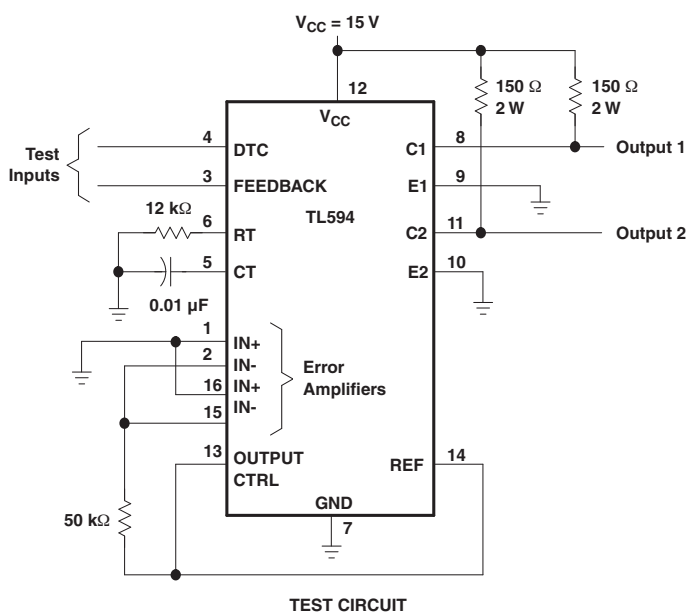 VCC = 15 V
12
VCC
150 Ω
2 W
150 Ω
2 W
Test
Inputs
4
DTC
3
FEEDBACK
12 kΩ
6
RT
5
CT
0.01 µF
TL594
C1
8
Output 1
E1
9
C2
11
Output 2
E2
10
1
IN+
2
IN-
16
IN+
IN-
15
Error
Amplifiers
13
OUTPUT
CTRL
REF
14
50 kΩ
GND
7
TEST CIRCUIT